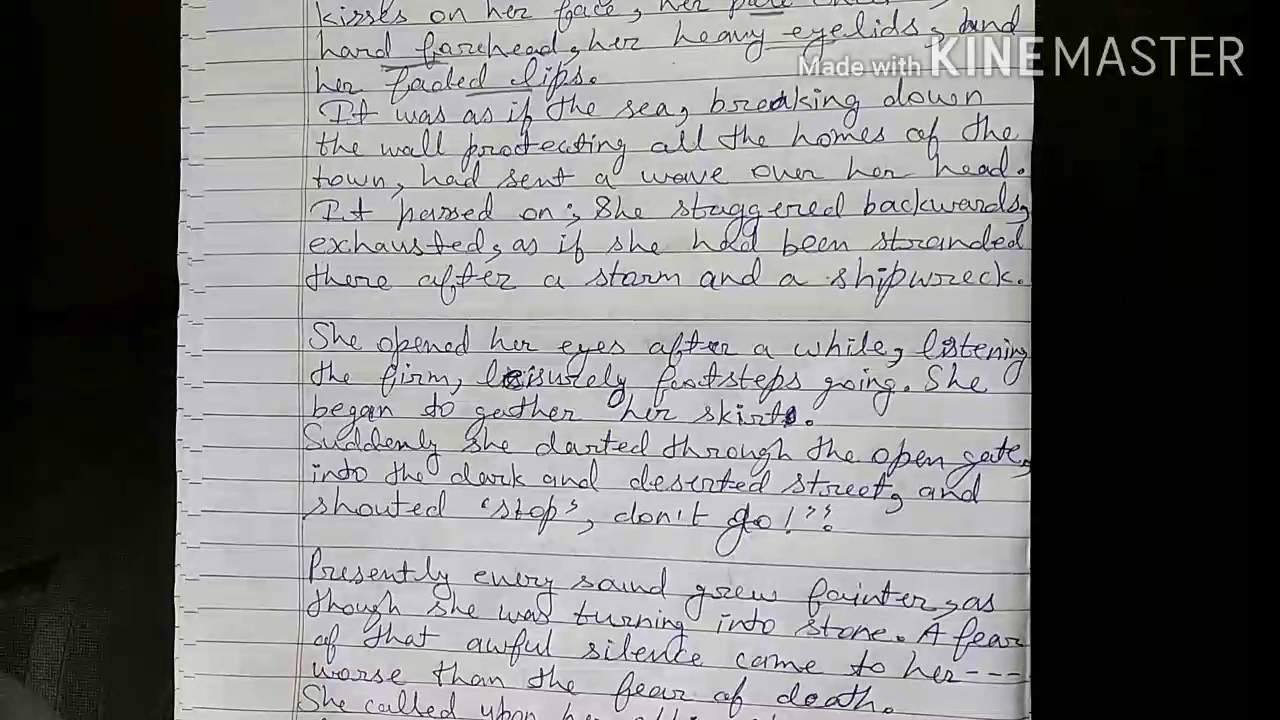 kisses on her face, her pale
hard forehead, her heavy eyelids, and
Made with KINEMASTER
her faded lips.
It was as if the sea, breaking down
the wall protecting all the homes of the
town, had sent a wave over her head.
It passed on; She staggered backwards,
exhausted, as if she had been stranded
there after a storm and a shipwreck.
She opened her eyes after a while, listening
the firm, leisurely footsteps going. She
began to gather her skirts.
Suddenly she darted through the open gate,
into the dark and deserted street, and
shouted 'stop', don't go!'?
Presently every sound grew fainter, as
though she was turning into stone. A fear
of that awful silence came to her---
worse than the fear of death.
She called upon her